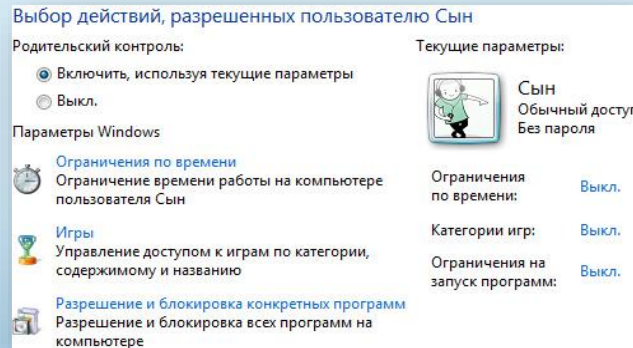 Выбор действий, разрешенных пользователю Сын
Родительский контроль:
Включить, используя текущие параметры
Выкл.
Параметры Windows
Ограничения по времени
Ограничение времени работы на компьютере
пользователя Сын
Игры
Управление доступом к играм по категории,
содержимому и названию
Разрешение и блокировка конкретных программ
Разрешение и блокировка всех программ на
компьютере
Текущие параметры:
Сын
Обычный доступ
Без пароля
Ограничения
по времени:
Выкл.
Категории игр:
Выкл.
Ограничения на
запуск программ:
Выкл.